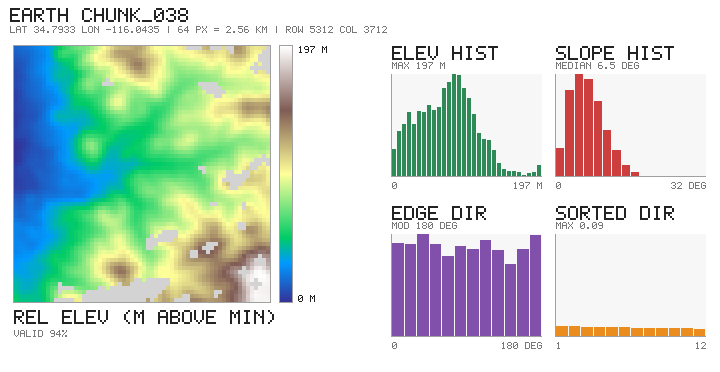 EARTH CHUNK_038
LAT 34.7933 LON -116.0435 | 64 PX = 2.56 KM | ROW 5312 COL 3712
197 M
0 M
REL ELEV (M ABOVE MIN)
VALID 94%
ELEV HIST
MAX 197 M
0 197 M
SLOPE HIST
MEDIAN 6.5 DEG
0 32 DEG
EDGE DIR
MOD 180 DEG
0 180 DEG
SORTED DIR
MAX 0.09
1 12